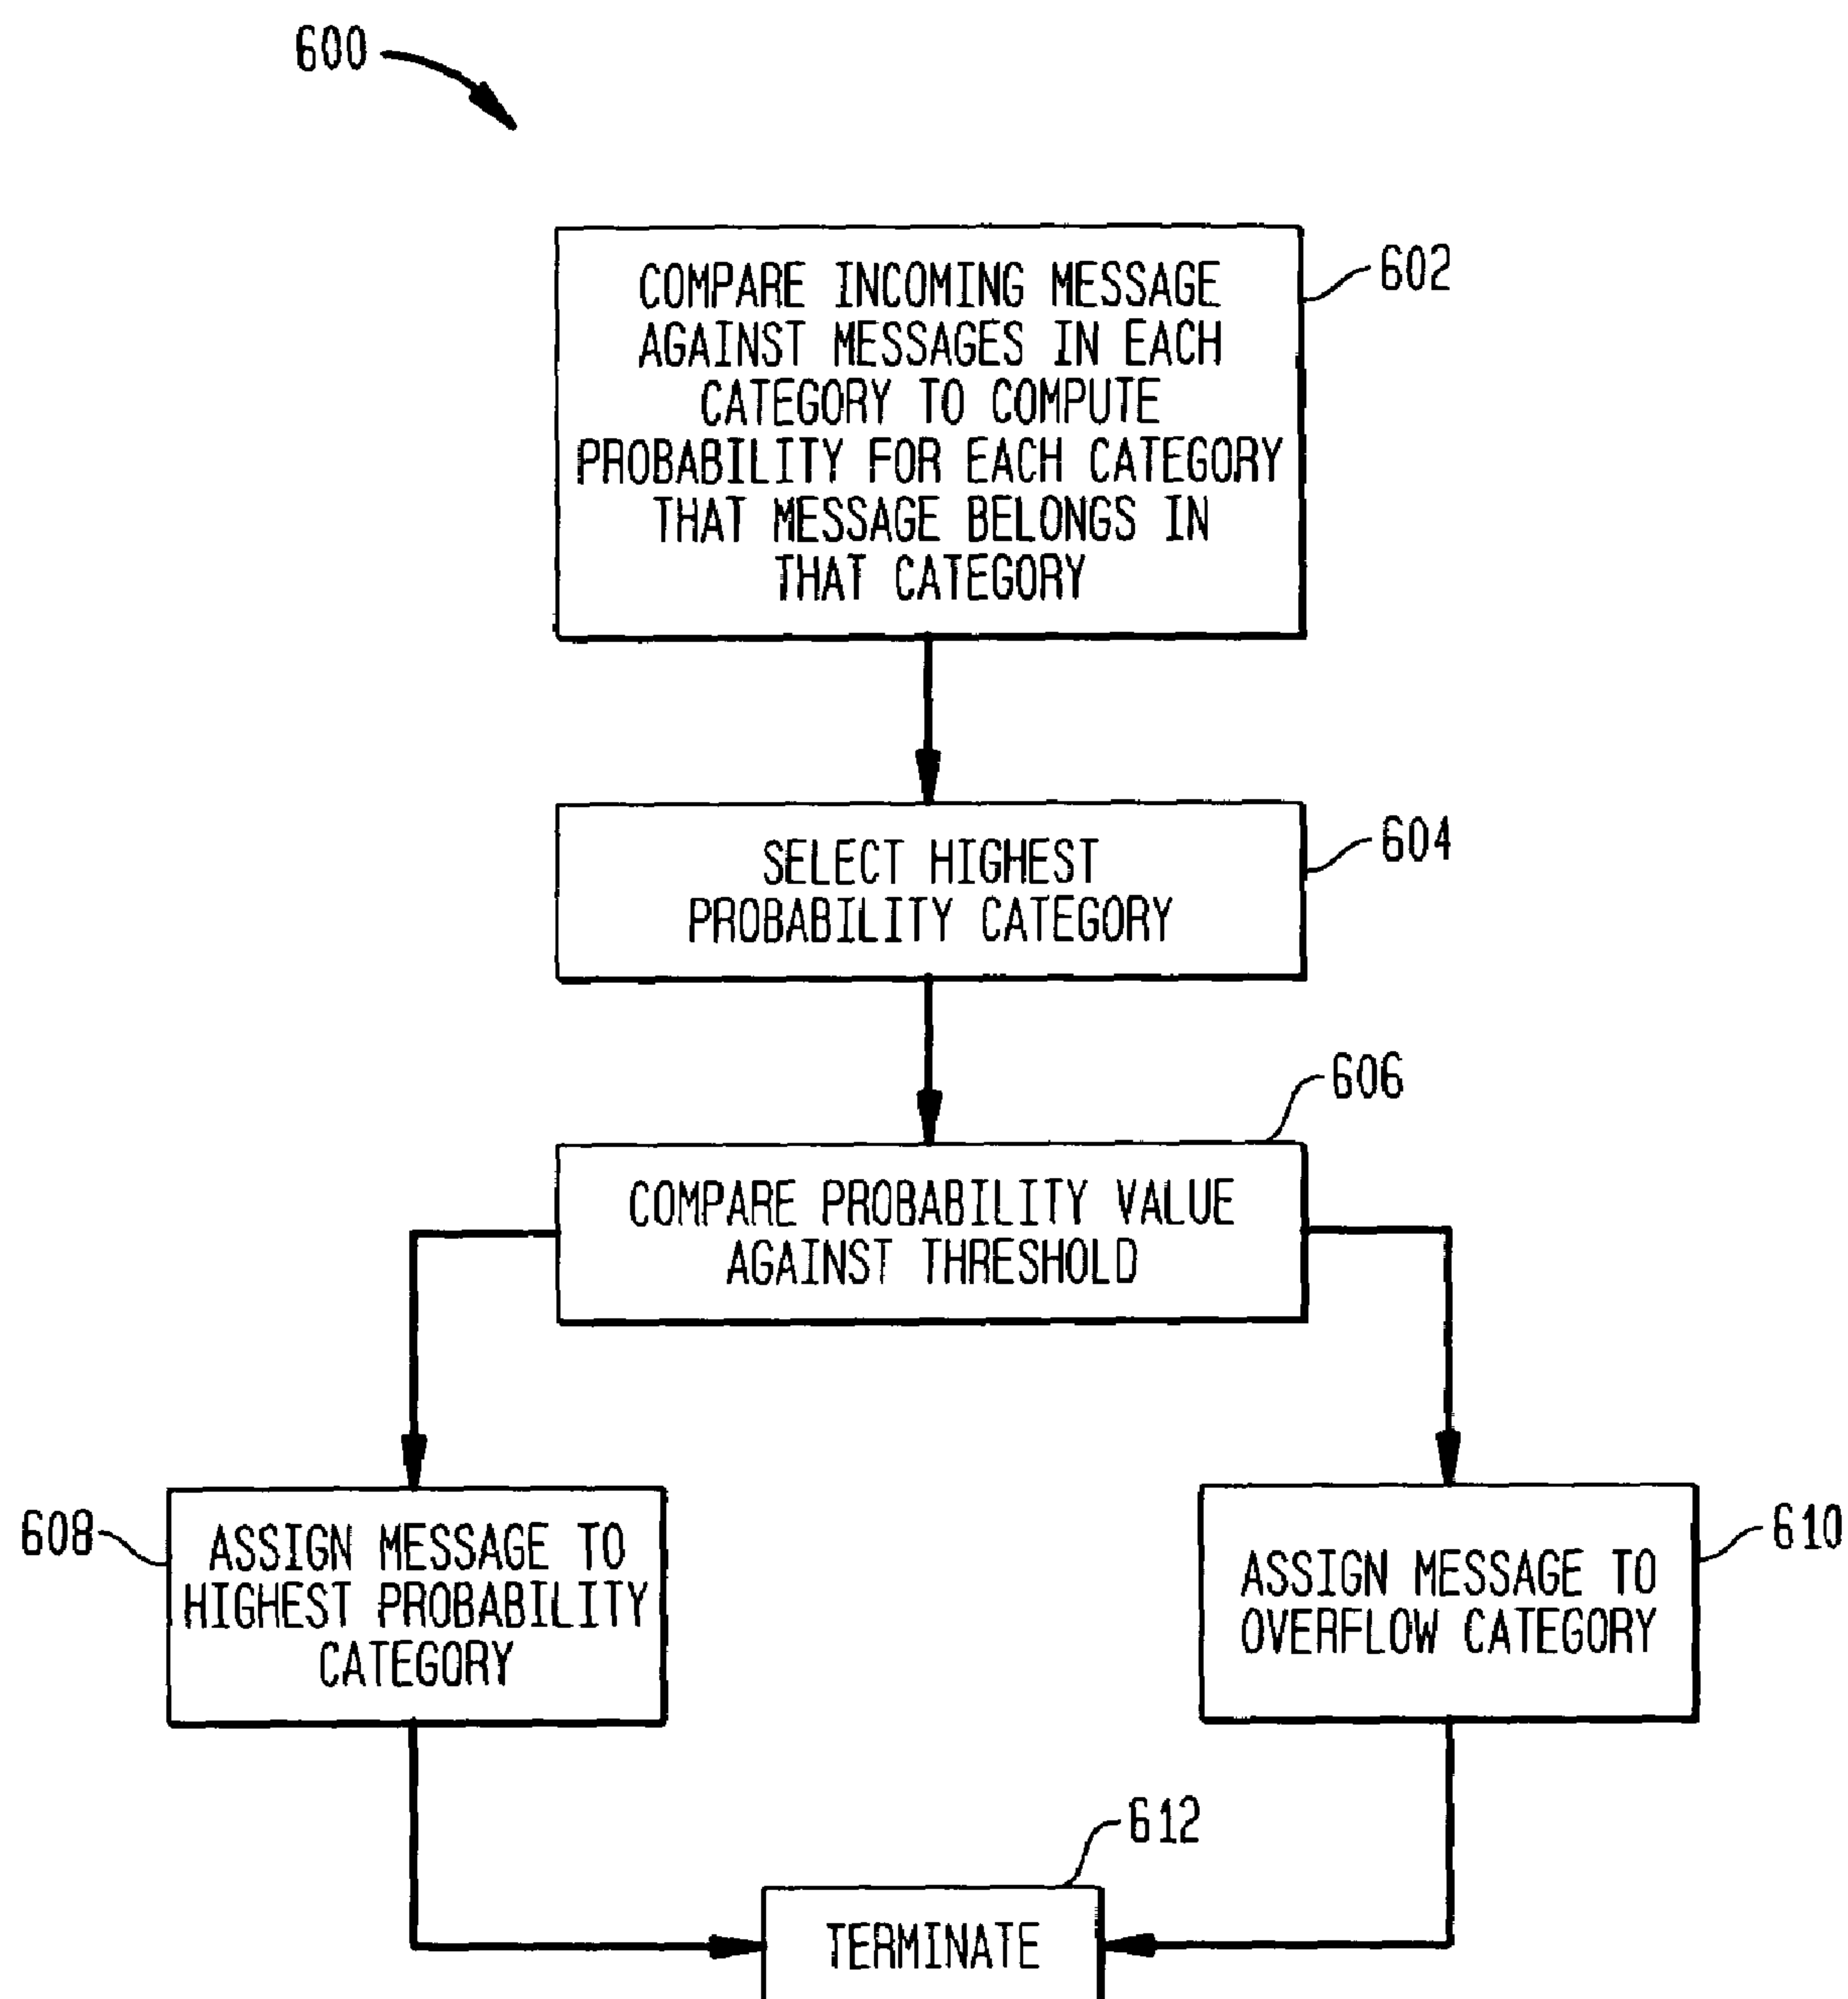 600
COMPARE INCOMING MESSAGE
AGAINST MESSAGES IN EACH
CATEGORY TO COMPUTE
PROBABILITY FOR EACH CATEGORY
THAT MESSAGE BELONGS IN
THAT CATEGORY
602
SELECT HIGHEST
PROBABILITY CATEGORY
604
606
COMPARE PROBABILITY VALUE
AGAINST THRESHOLD
608
ASSIGN MESSAGE TO
HIGHEST PROBABILITY
CATEGORY
ASSIGN MESSAGE TO
OVERFLOW CATEGORY
610
612
TERMINATE